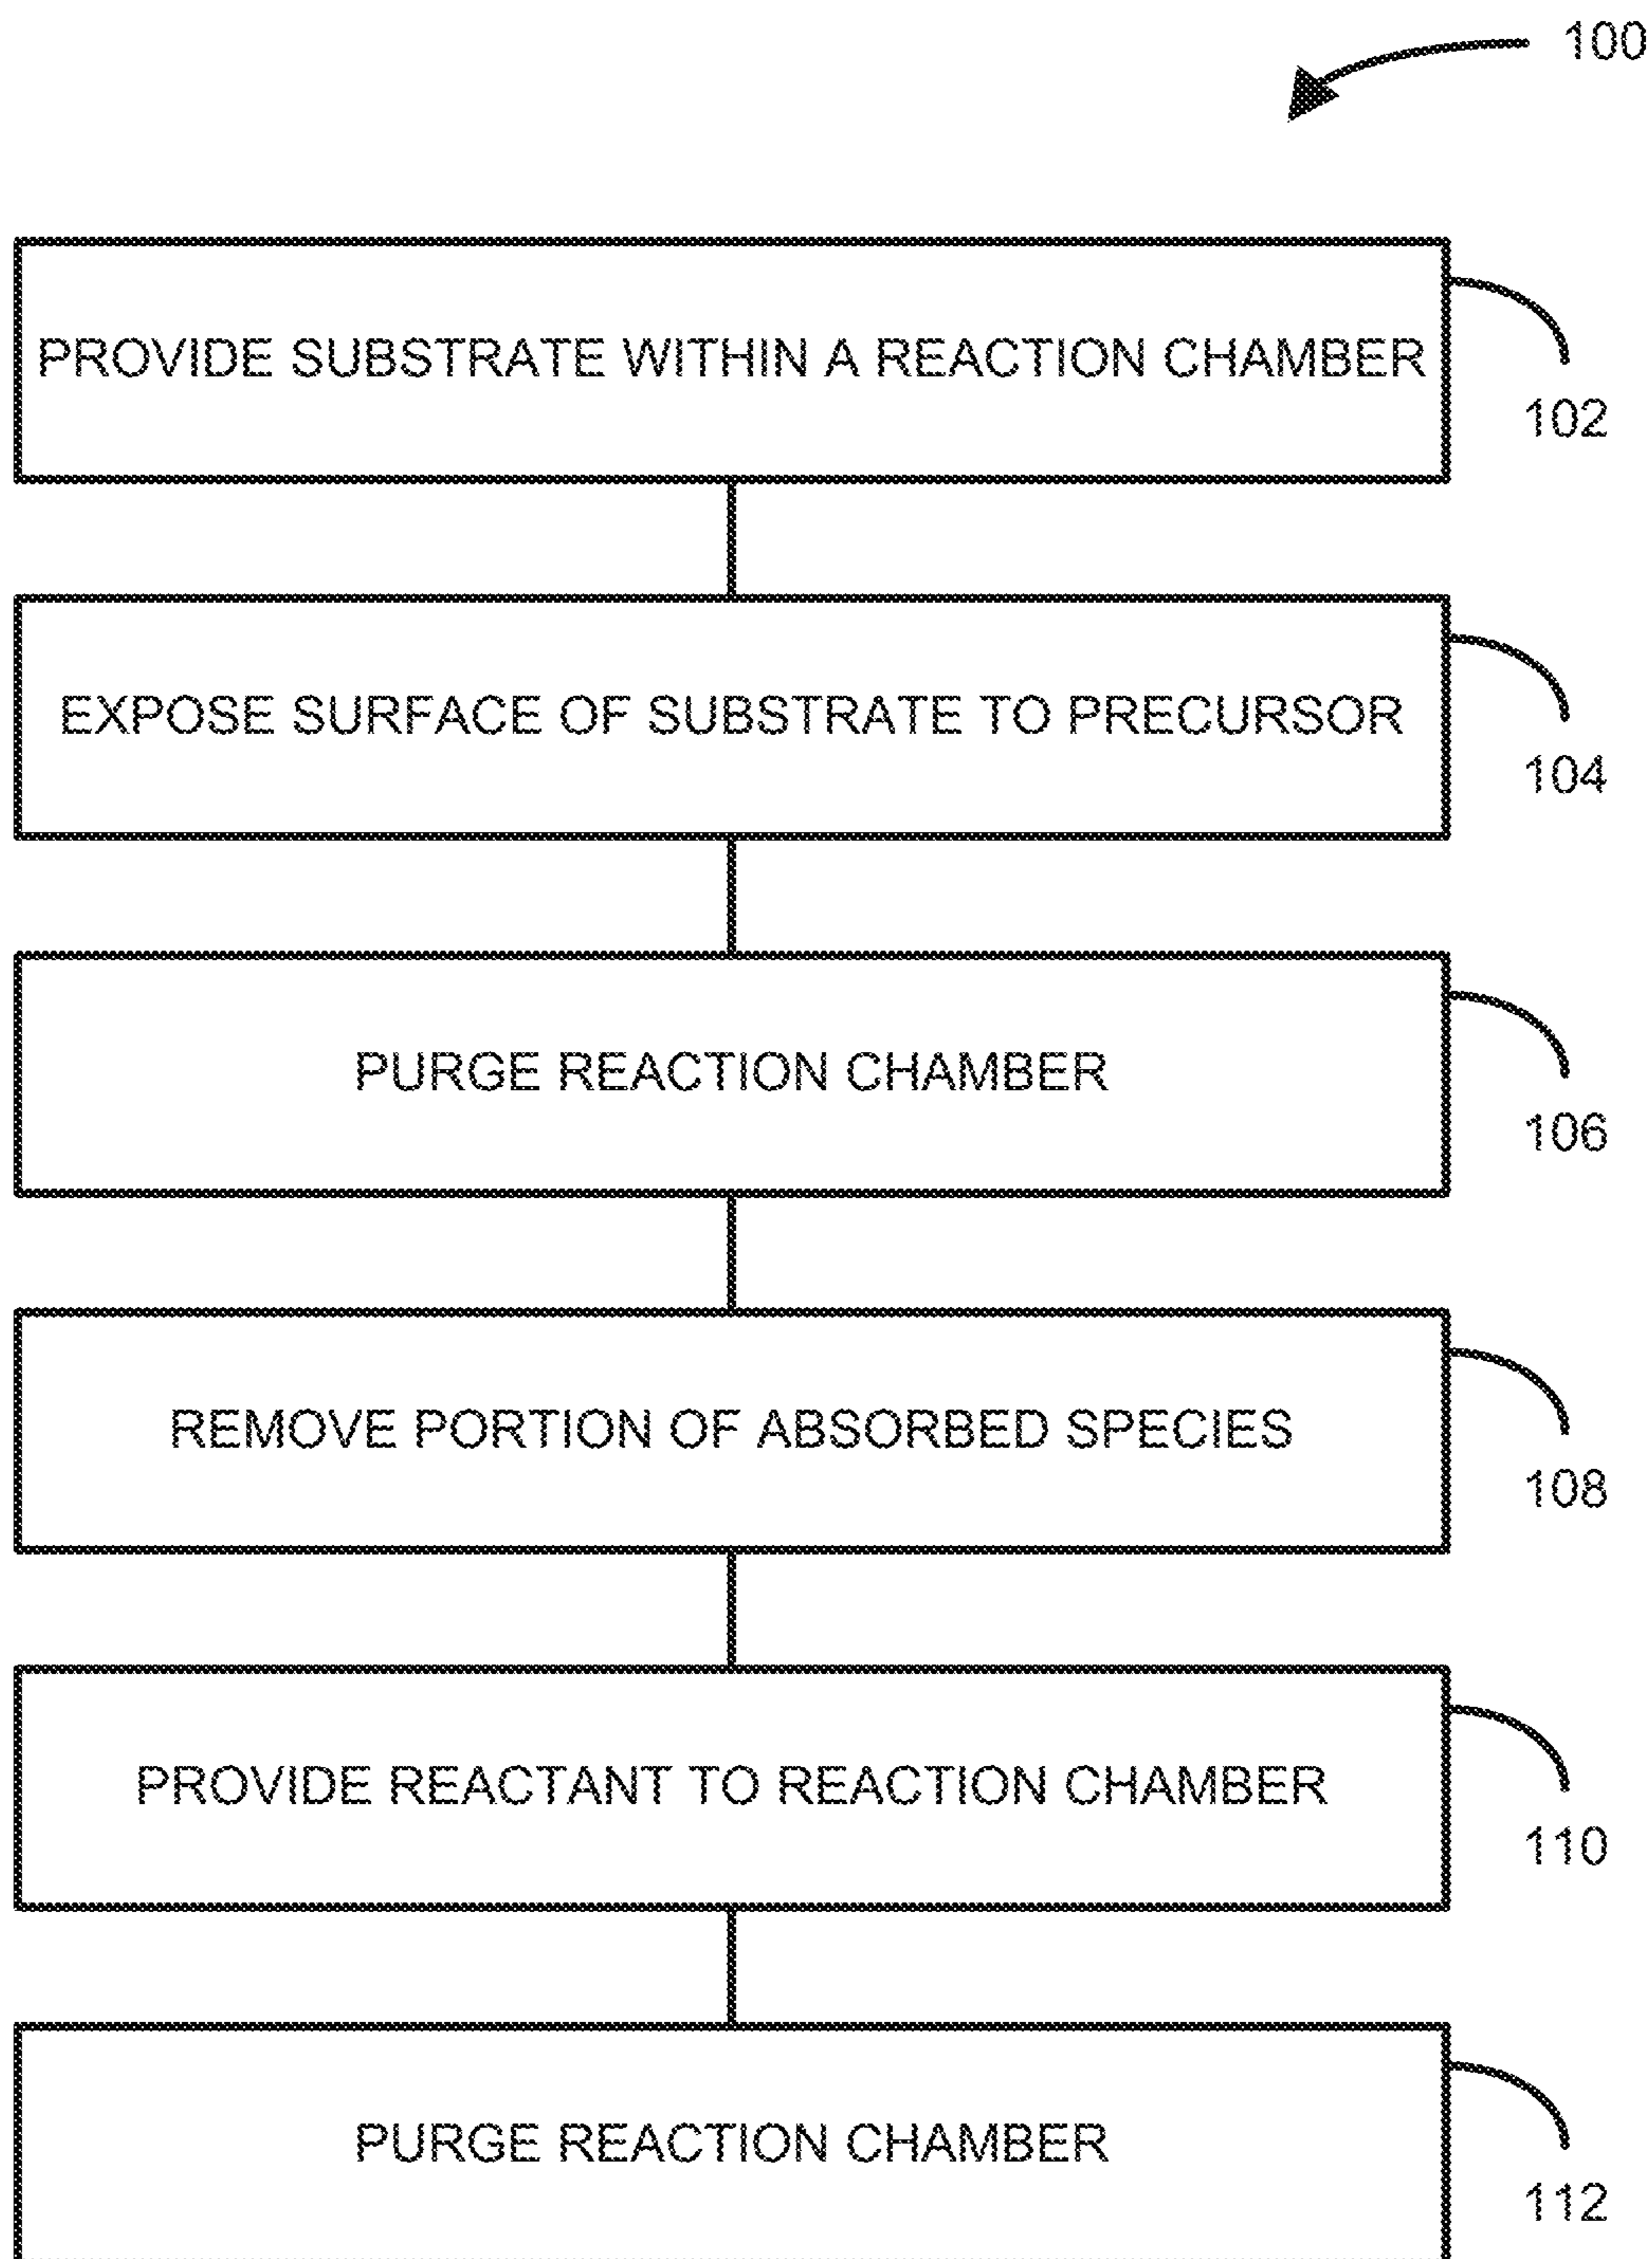 100
PROVIDE SUBSTRATE WITHIN A REACTION CHAMBER
102
EXPOSE SURFACE OF SUBSTRATE TO PRECURSOR
104
PURGE REACTION CHAMBER
106
REMOVE PORTION OF ABSORBED SPECIES
108
PROVIDE REACTANT TO REACTION CHAMBER
110
PURGE REACTION CHAMBER
112